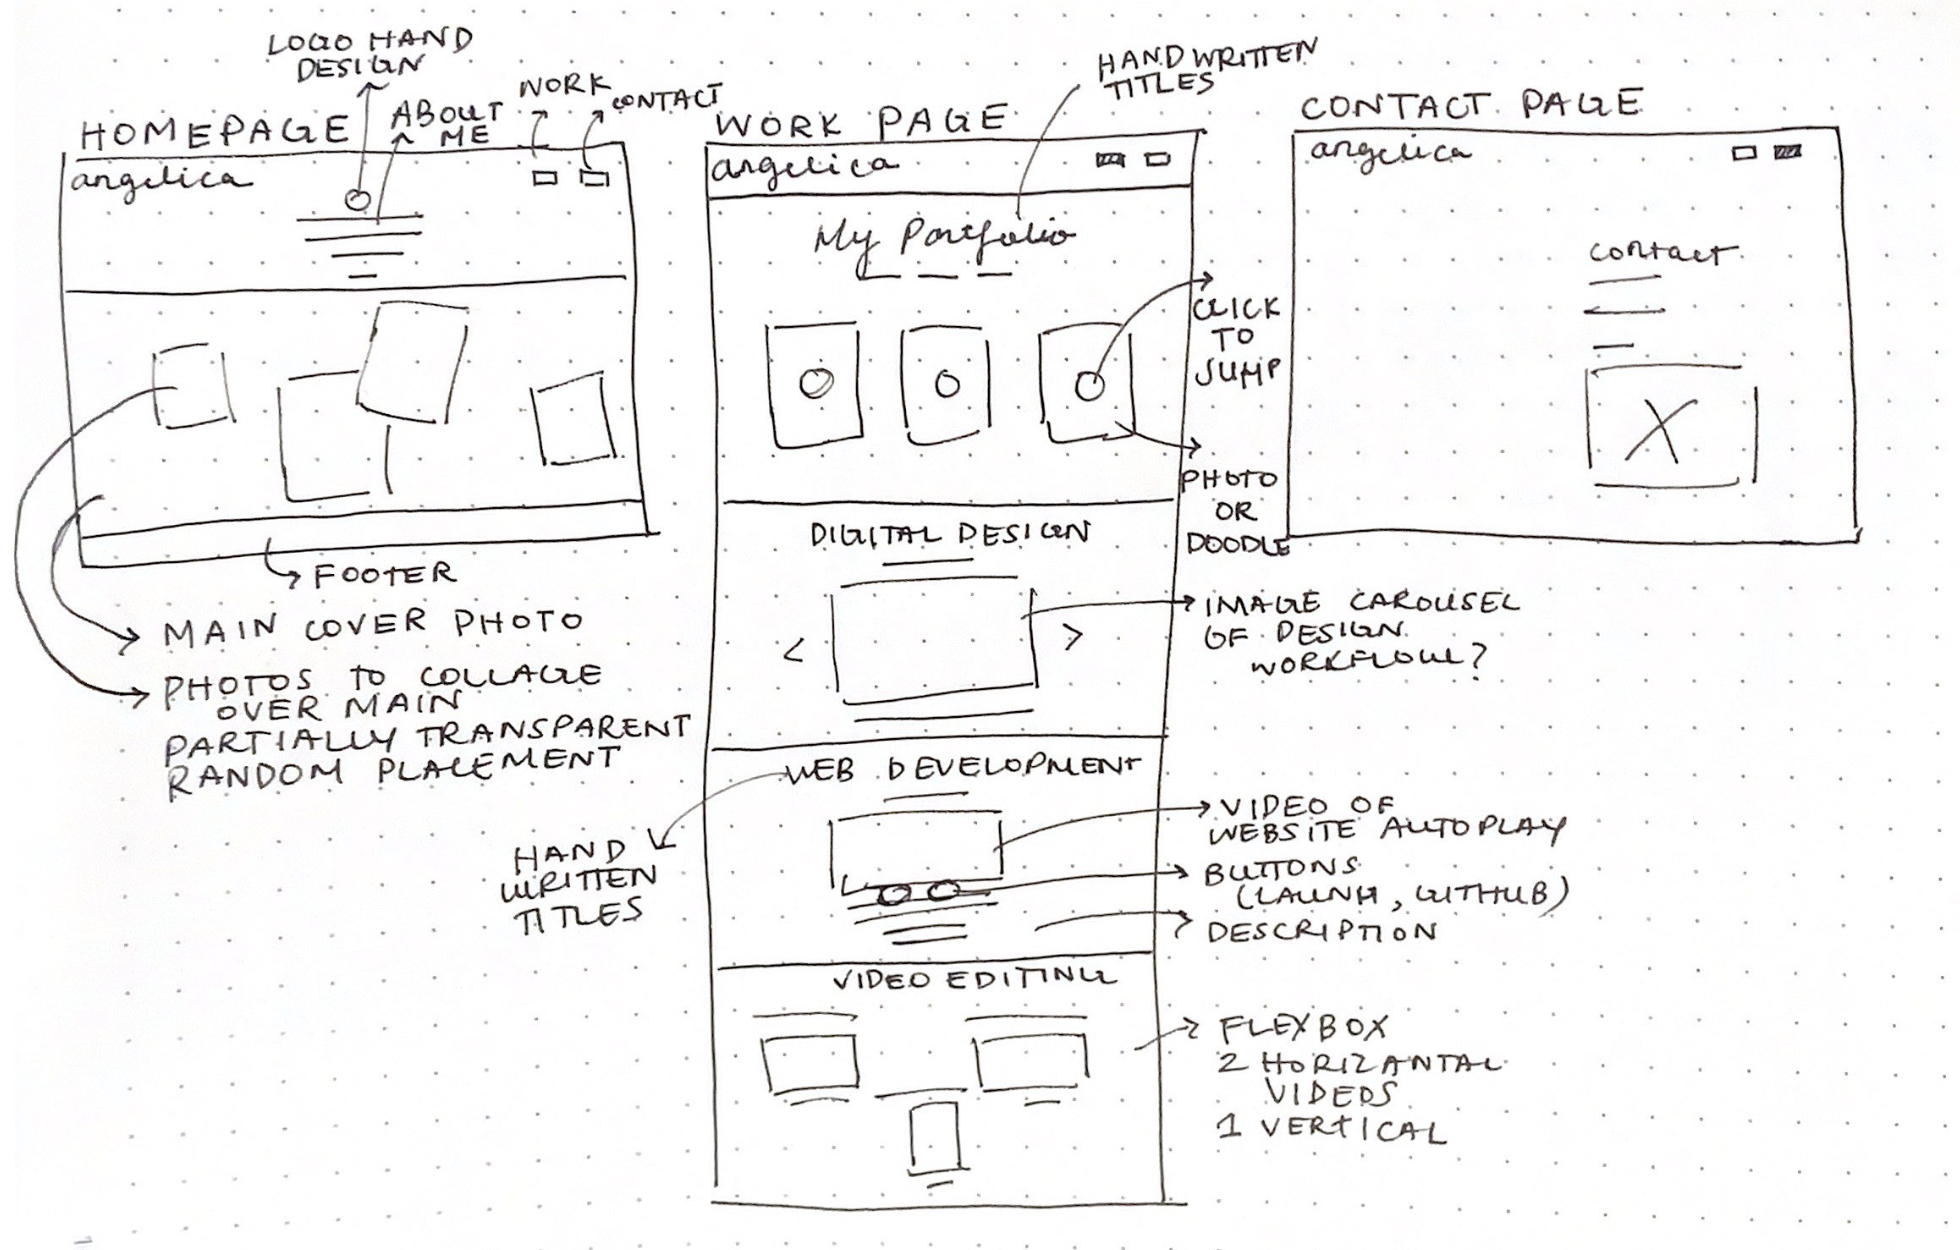 LOGO HAND
DESIGN
ABOUT
ME
WORK
CONTACT
HOMEPAGE
angelica
FOOTER
MAIN COVER PHOTO
PHOTOS TO COLLAGE
OVER MAIN
PARTIALLY TRANSPARENT
RANDOM PLACEMENT
HANDWRITTEN
TITLES
WORK PAGE
angelica
My Portfolio
CLICK
TO
JUMP
PHOTO
OR
DOODLE
DIGITAL DESIGN
< >
IMAGE CAROUSEL
OF DESIGN
WORKFLOW?
WEB DEVELOPMENT
HAND
WRITTEN
TITLES
VIDEO OF
WEBSITE AUTOPLAY
BUTTONS
(LAUNH, GITHUB)
DESCRIPTION
VIDEO EDITING
FLEXBOX
2 HORIZANTAL
VIDEOS
1 VERTICAL
CONTACT PAGE
angelica
contact